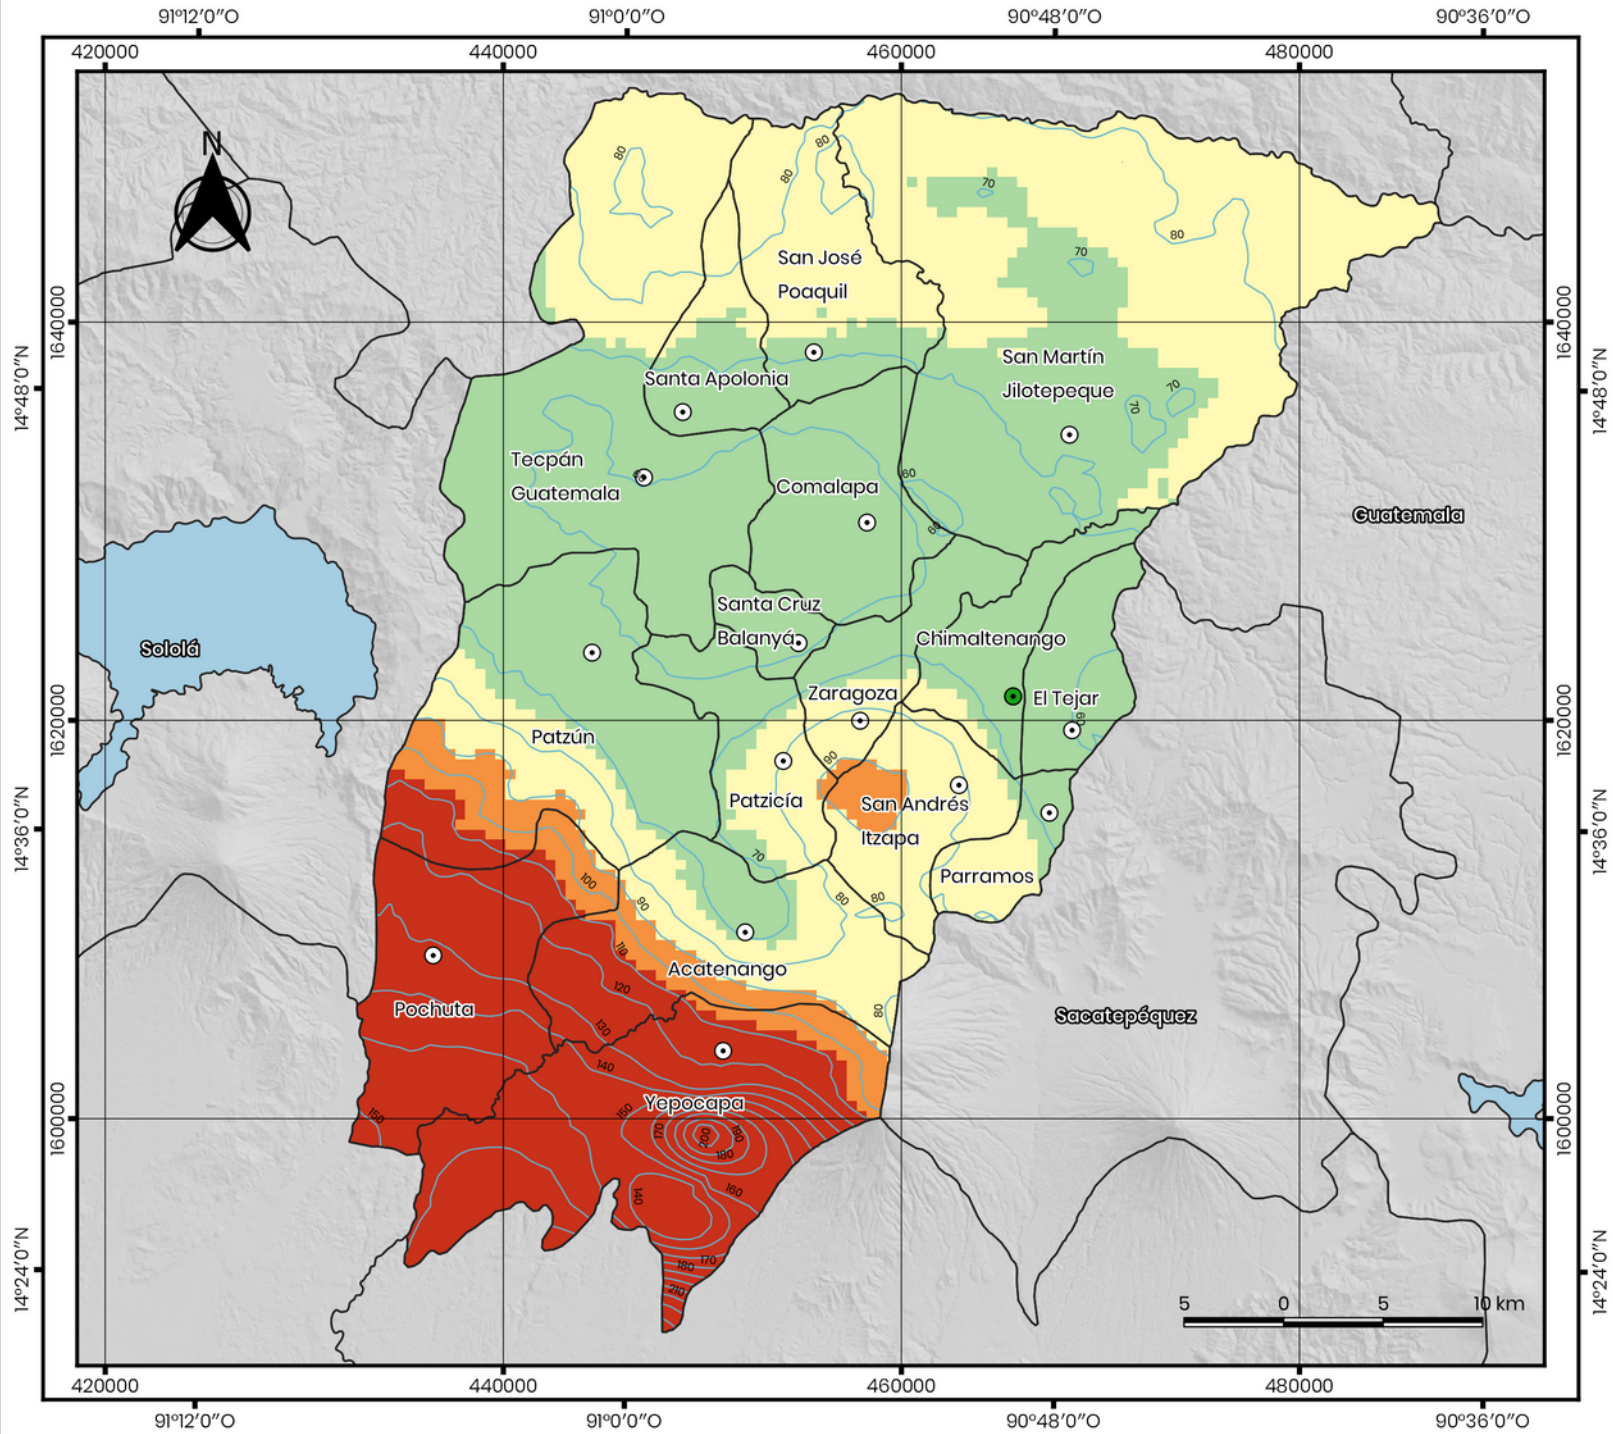 91°12′0″O 91°0′0″O 90°48′0″O 90°36′0″O
420000 440000 460000 480000
N
80
80
80
70
80
70
San José
Poaquil
1640000
1640000
14°48′0″N
14°48′0″N
San Martín
Jilotepeque
Santa Apolonia
70
70
Tecpán
Guatemala
60
Comalapa
60
Guatemala
Santa Cruz
Balanyá
Sololá
Chimaltenango
Zaragoza
El Tejar
60
1620000
1620000
Patzún
90
Patzicía
San Andrés
Itzapa
14°36′0″N
14°36′0″N
70
Parramos
100
90
80
80
110
Acatenango
120
80
Pochuta
Sacatepéquez
130
140
Yepocapa
150
150
1600000
1600000
170
200
190
180
160
140
170
180
210
14°24′0″N
14°24′0″N
5 0 5 10 km
420000 440000 460000 480000
91°12′0″O 91°0′0″O 90°48′0″O 90°36′0″O